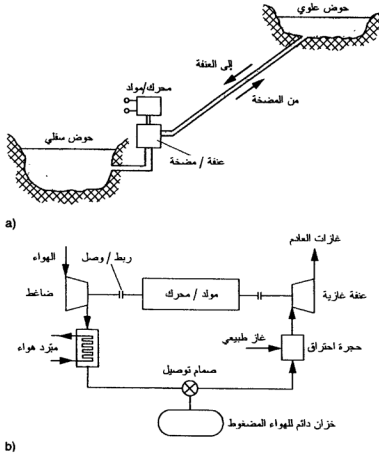 حوض علوي
إلى العنفة
من المضخة
محرك/مولد
حوض سفلي
عنفة / مضخة
a)
غازات العادم
الهواء
ربط / وصل
ضاغط
مولد / محرك
عنفة غازية
غاز طبيعي
حجرة احتراق
مبّرد هواء
صمام توصيل
خزان دائم للهواء المضغوط
b)